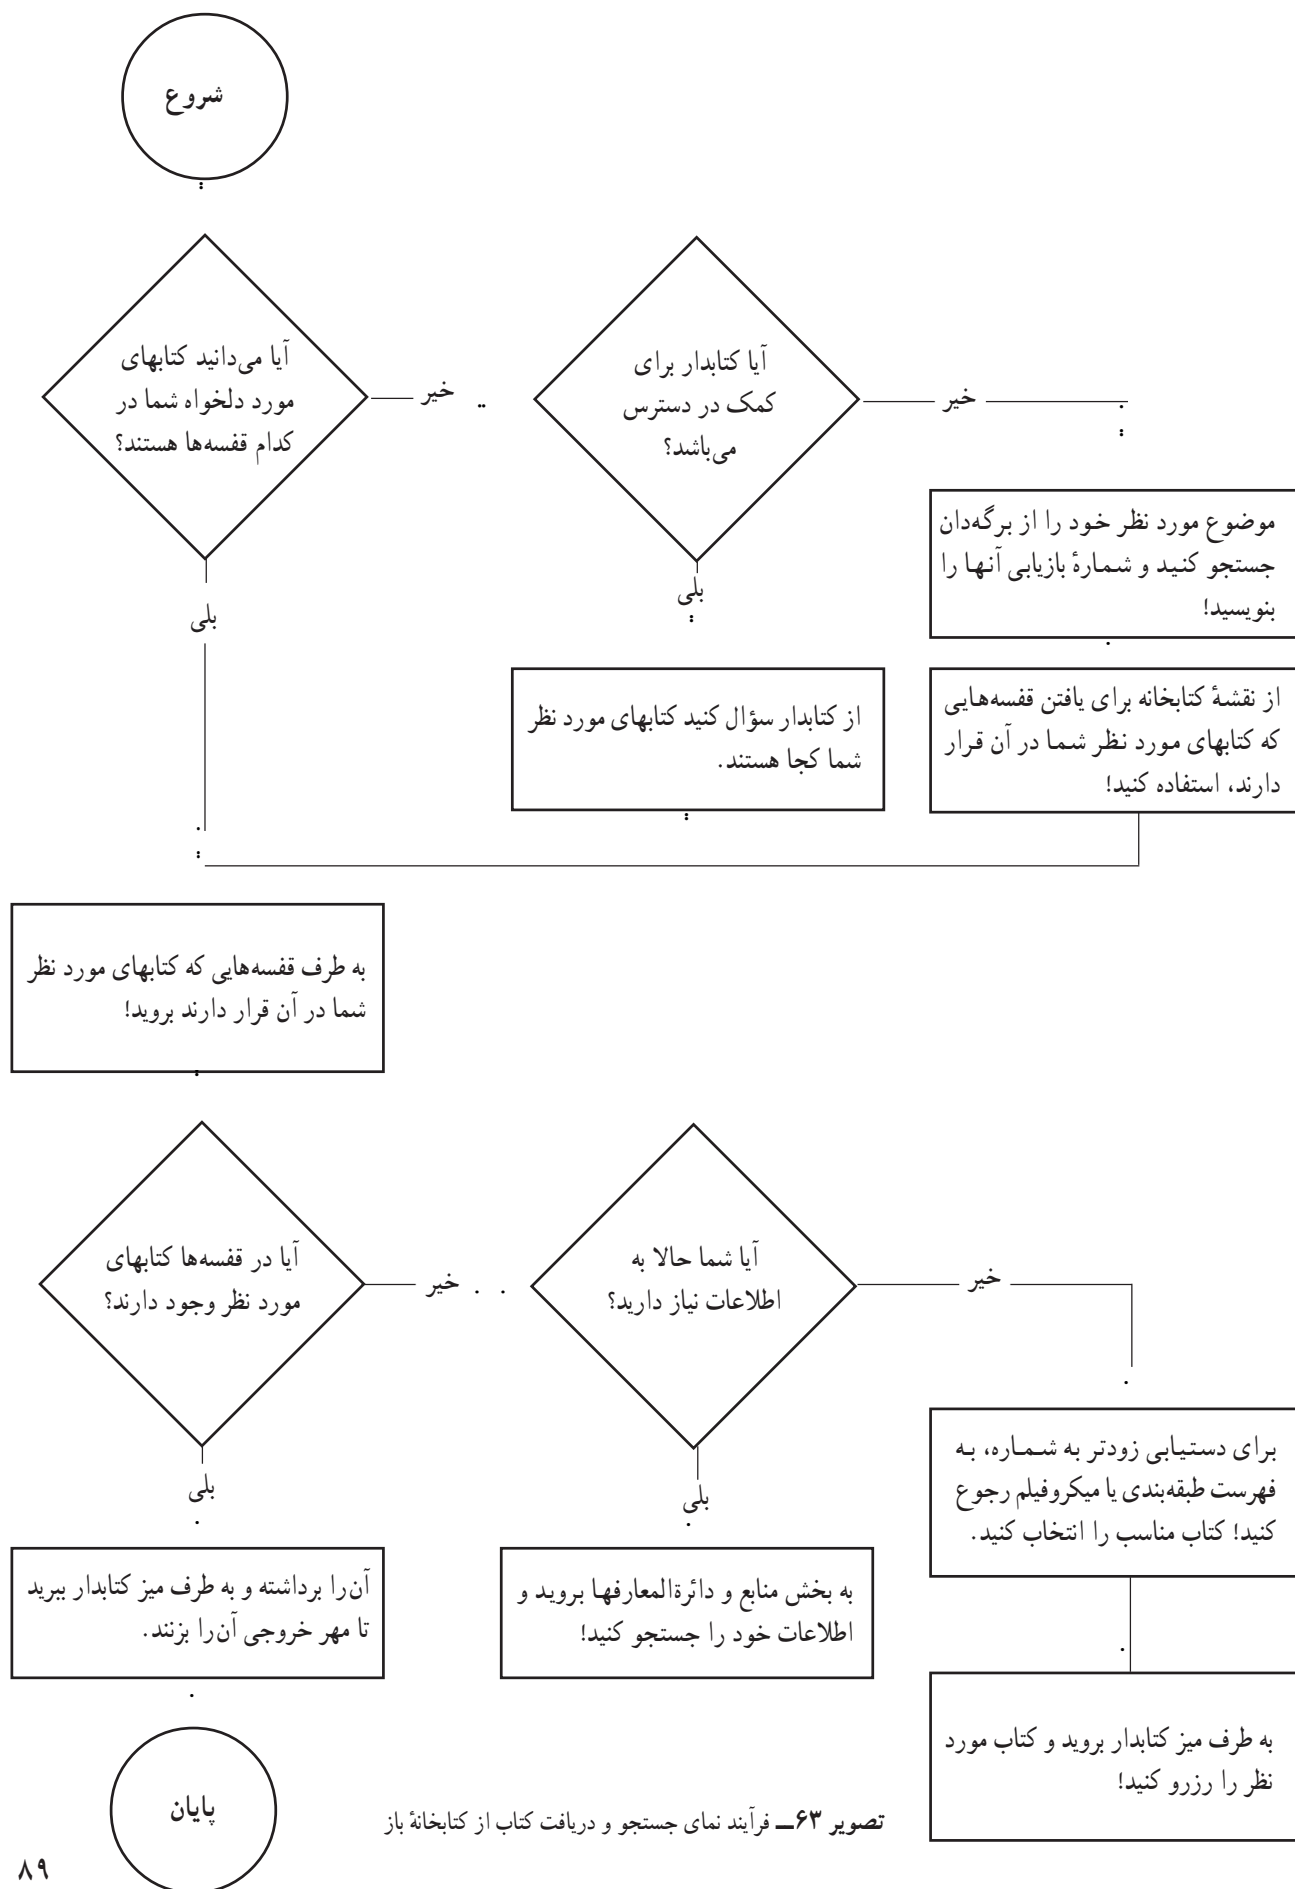 شروع
آیا می‌دانید کتابهای
مورد دلخواه شما در
کدام قفسه‌ها هستند؟
خیر
آیا کتابدار برای
کمک در دسترس
می‌باشد؟
خیر
موضوع مورد نظر خود را از برگه‌دان
جستجو کنید و شمارهٔ بازیابی آنها را
بنویسید!
بلی
بلی
از کتابدار سؤال کنید کتابهای مورد نظر
شما کجا هستند.
از نقشهٔ کتابخانه برای یافتن قفسه‌هایی
که کتابهای مورد نظر شما در آن قرار
دارند، استفاده کنید!
به طرف قفسه‌هایی که کتابهای مورد نظر
شما در آن قرار دارند بروید!
آیا در قفسه‌ها کتابهای
مورد نظر وجود دارند؟
خیر
آیا شما حالا به
اطلاعات نیاز دارید؟
خیر
برای دستیابی زودتر به شماره، به
فهرست طبقه‌بندی یا میکروفیلم رجوع
کنید! کتاب مناسب را انتخاب کنید.
بلی
بلی
آن‌را برداشته و به طرف میز کتابدار ببرید
تا مهر خروجی آن‌را بزنند.
به بخش منابع و دائرةالمعارفها بروید و
اطلاعات خود را جستجو کنید!
به طرف میز کتابدار بروید و کتاب مورد
نظر را رزرو کنید!
پایان
تصویر ۶۳ــ فرآیند نمای جستجو و دریافت کتاب از کتابخانهٔ باز
۸۹